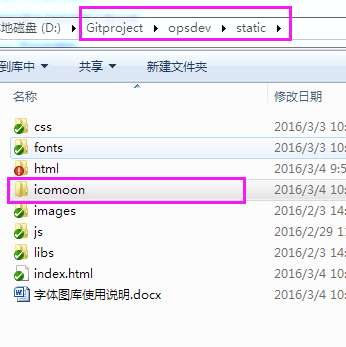 地磁盘 (D:) ▸ Gitproject ▸ opsdev ▸ static ▸
到库中 ▾ 共享 ▾ 新建文件夹
名称 修改日期
css 2016/3/3 10:
fonts 2016/3/3 10:
html 2016/3/4 9:5
icomoon 2016/3/4 10:
images 2016/2/3 14:
js 2016/2/29 11
libs 2016/2/3 14:
index.html 2016/3/4 10:
字体图库使用说明.docx 2016/3/4 10: